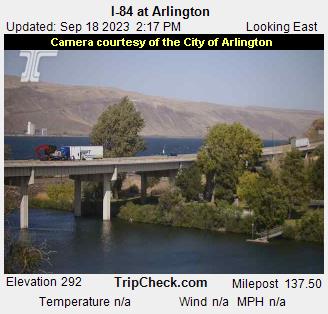 I-84 at Arlington
Updated: Sep 18 2023 2:17 PM Looking East
Camera courtesy of the City of Arlington
Elevation 292 TripCheck.com Milepost 137.50
Temperature n/a Wind n/a MPH n/a